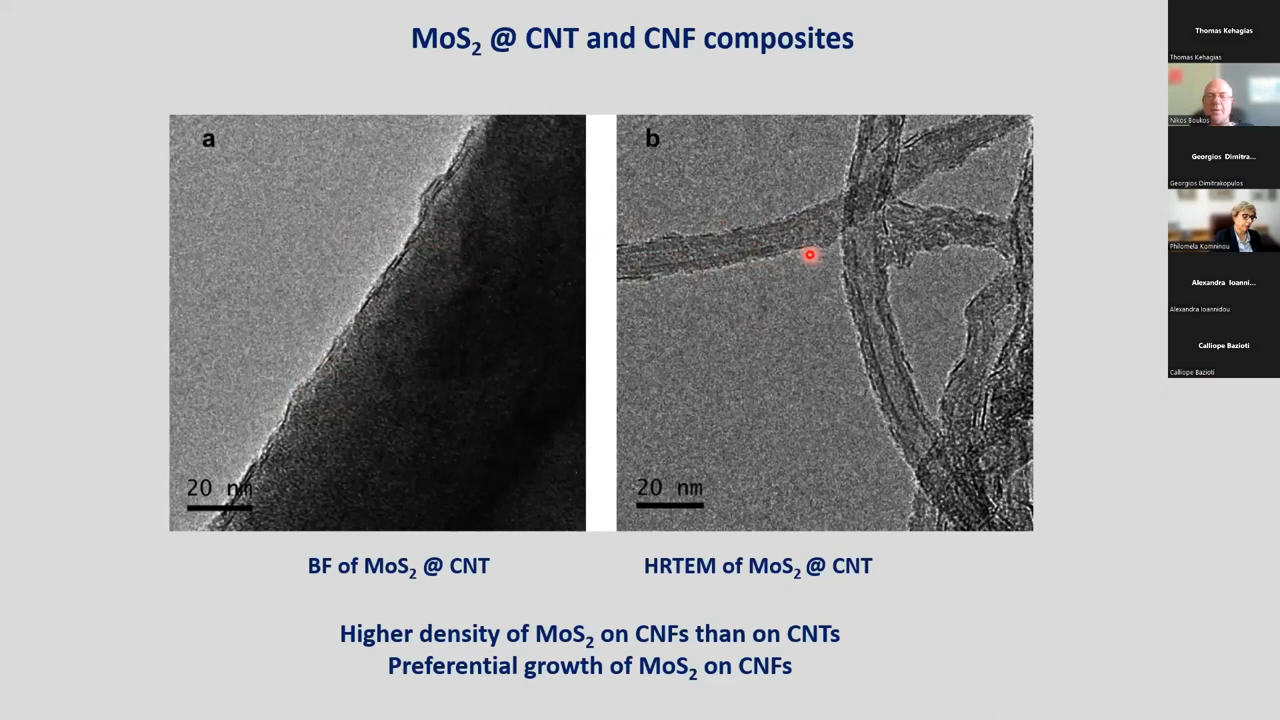 MoS₂ @ CNT and CNF composites
a
b
20 nm
20 nm
BF of MoS₂ @ CNT
HRTEM of MoS₂ @ CNT
Higher density of MoS₂ on CNFs than on CNTs
Preferential growth of MoS₂ on CNFs
Thomas Kehagias
Thomas Kehagias
Nikos Boukos
Georgios Dimitra...
Georgios Dimitrakopulos
Philomela Komninou
Alexandra Ioanni...
Alexandra Ioannidou
Calliope Bazioti
Calliope Bazioti